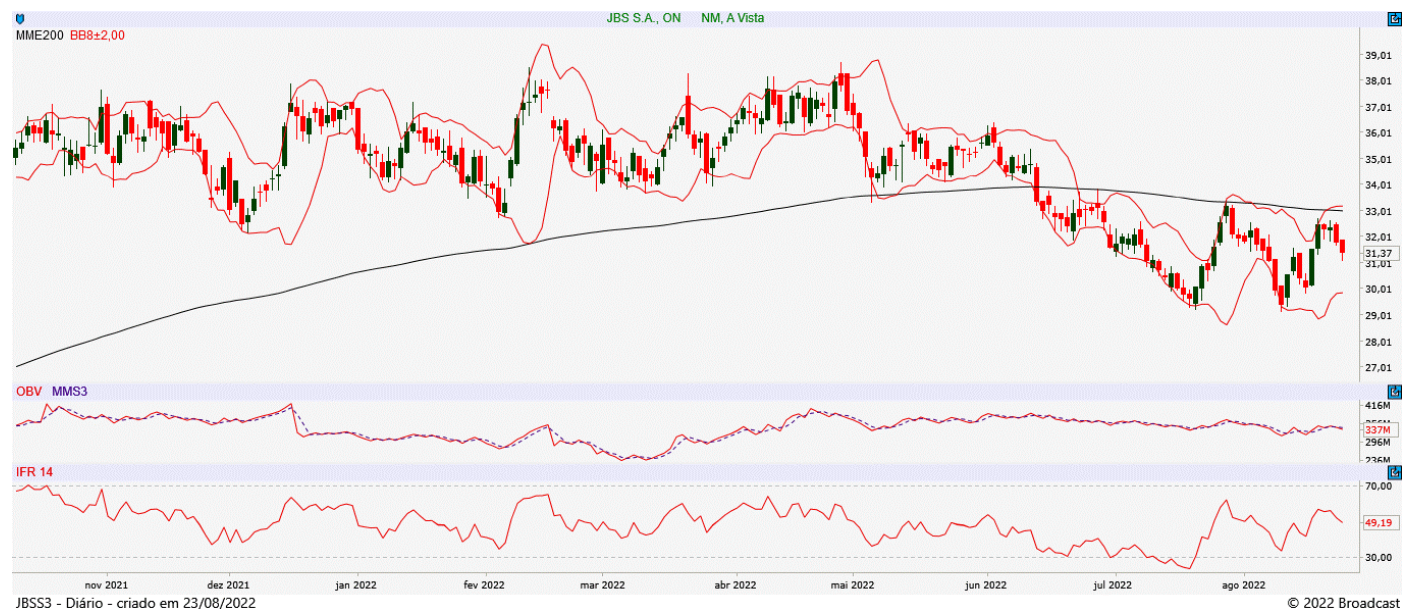 JBS S.A., ON NM, A Vista
MME200 BB8±2,00
39,01
38,01
37,01
36,01
35,01
34,01
33,01
32,01
31,37
31,01
30,01
29,01
28,01
27,01
OBV MMS3
416M
337M
296M
236M
IFR 14
70,00
49,19
30,00
nov 2021 dez 2021 jan 2022 fev 2022 mar 2022 abr 2022 mai 2022 jun 2022 jul 2022 ago 2022
JBSS3 - Diário - criado em 23/08/2022 © 2022 Broadcast